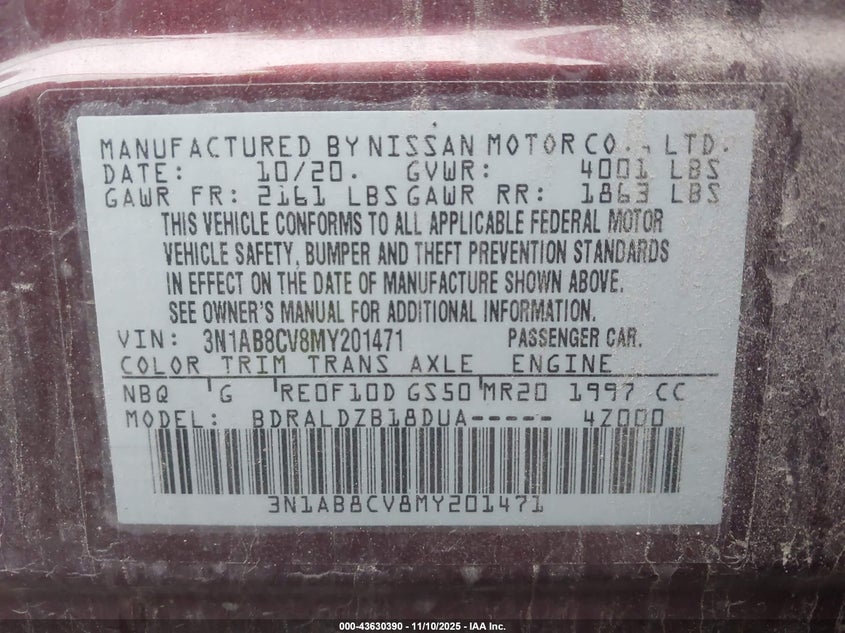 MANUFACTURED BY NISSAN MOTOR CO., LTD.
DATE: 10/20. GVWR: 4001 LBS
GAWR FR: 2161 LBS GAWR RR: 1863 LBS
THIS VEHICLE CONFORMS TO ALL APPLICABLE FEDERAL MOTOR
VEHICLE SAFETY, BUMPER AND THEFT PREVENTION STANDARDS
IN EFFECT ON THE DATE OF MANUFACTURE SHOWN ABOVE.
SEE OWNER'S MANUAL FOR ADDITIONAL INFORMATION.
VIN: 3N1AB8CV8MY201471 PASSENGER CAR.
COLOR TRIM TRANS AXLE ENGINE
NBQ G RE0F10D GS50 MR20 1997 CC
MODEL: BDRALDZB18DUA----- 4Z000
3N1AB8CV8MY201471
000-43630390 - 11/10/2025 - IAA Inc.